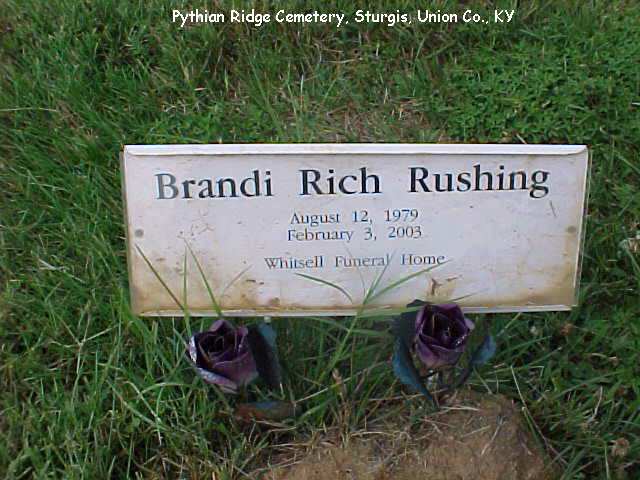 Pythian Ridge Cemetery, Sturgis, Union Co., KY
Brandi Rich Rushing
August 12, 1979
February 3, 2003
Whitsell Funeral Home